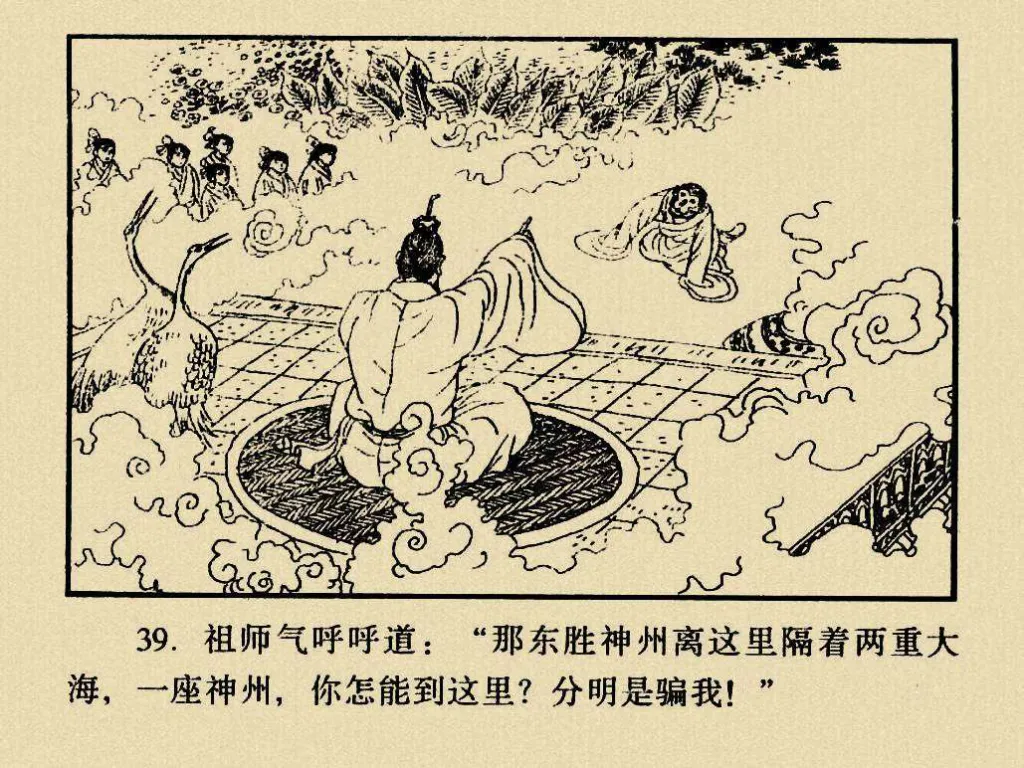 39. 祖师气呼呼道：“那东胜神州离这里隔着两重大
海，一座神州，你怎能到这里？分明是骗我！”